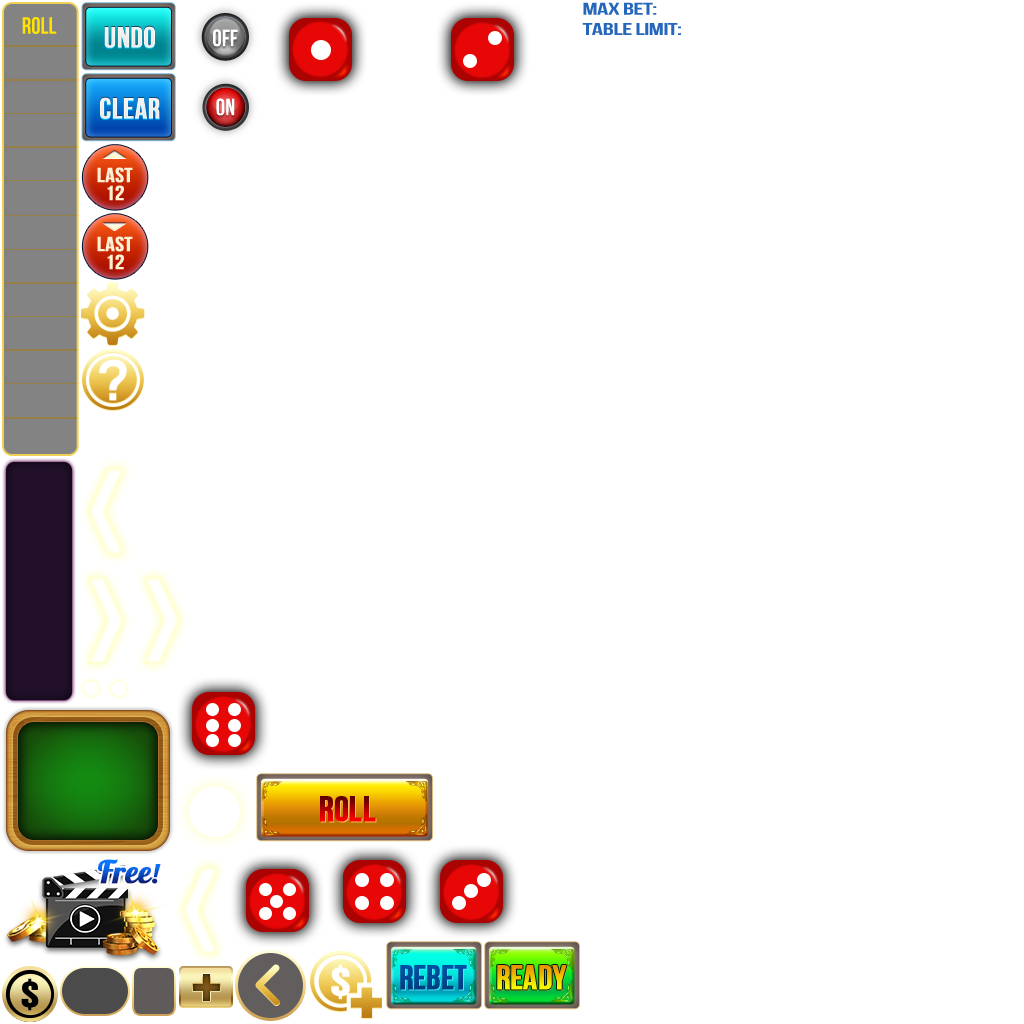 ROLL
UNDO
OFF
MAX BET:
TABLE LIMIT:
CLEAR
ON
LAST
12
LAST
12
?
ROLL
Free!
$
+
$
REBET
READY